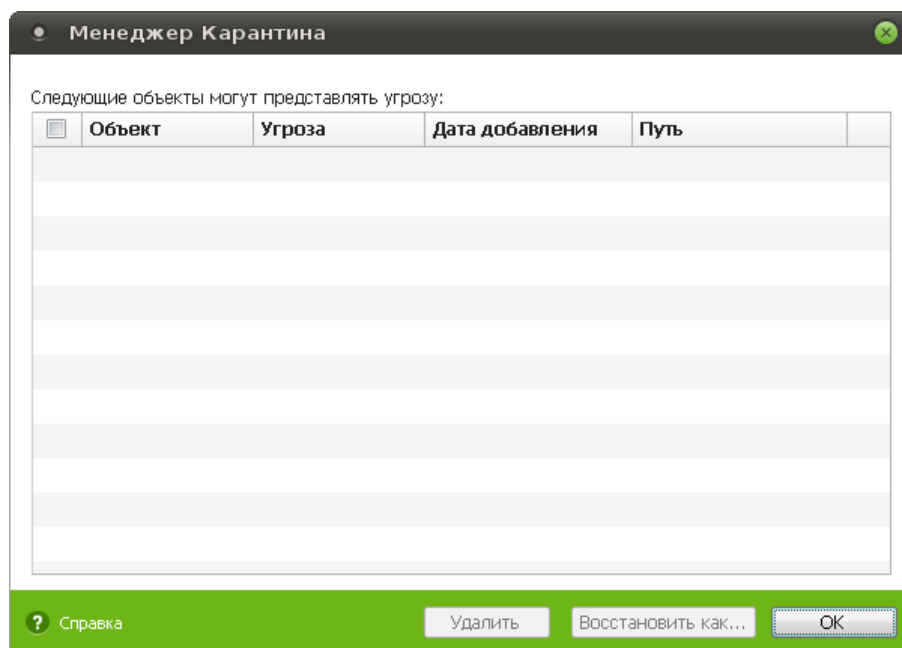 Менеджер Карантина
Следующие объекты могут представлять угрозу:
Объект Угроза Дата добавления Путь
? Справка Удалить Восстановить как... OK